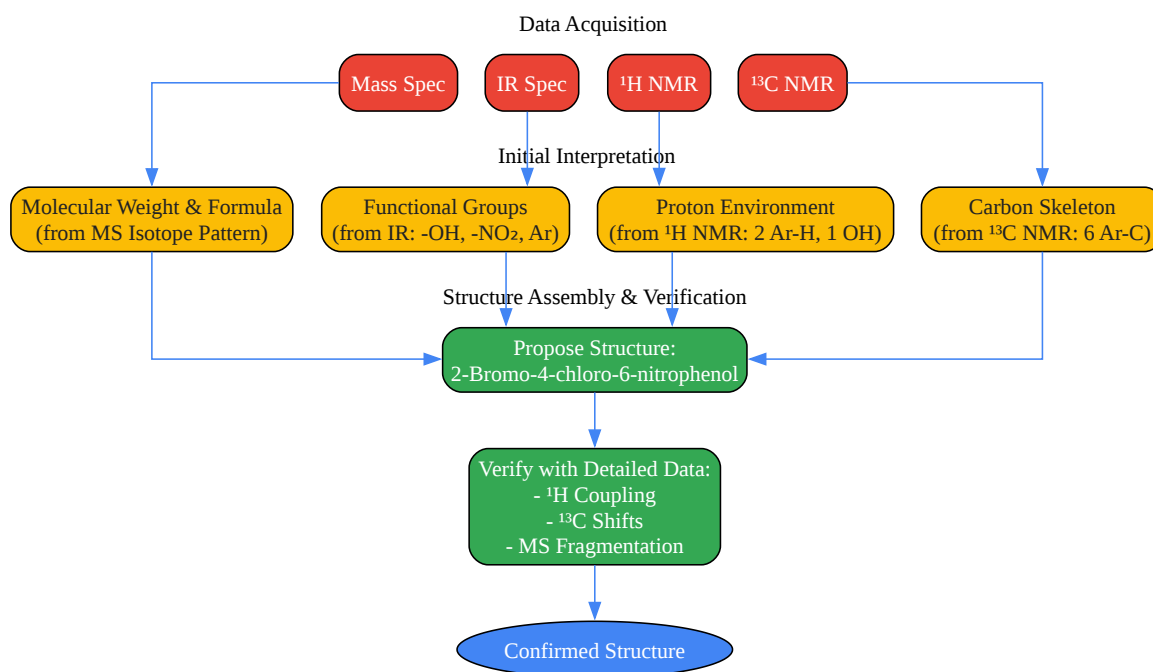 Data Acquisition
Mass Spec
IR Spec
¹H NMR
¹³C NMR
Initial Interpretation
Molecular Weight & Formula
(from MS Isotope Pattern)
Functional Groups
(from IR: -OH, -NO₂, Ar)
Proton Environment
(from ¹H NMR: 2 Ar-H, 1 OH)
Carbon Skeleton
(from ¹³C NMR: 6 Ar-C)
Structure Assembly & Verification
Propose Structure:
2-Bromo-4-chloro-6-nitrophenol
Verify with Detailed Data:
- ¹H Coupling
- ¹³C Shifts
- MS Fragmentation
Confirmed Structure